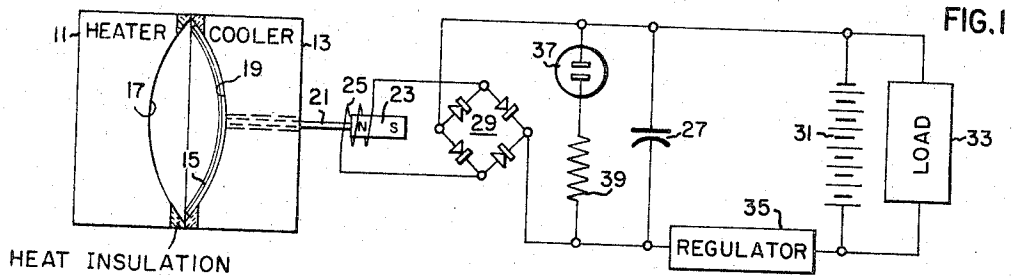 FIG.1
11 HEATER COOLER 13
17 19
21 25 23
N S
15
29
37
39
27
31
LOAD 33
35
REGULATOR
HEAT INSULATION